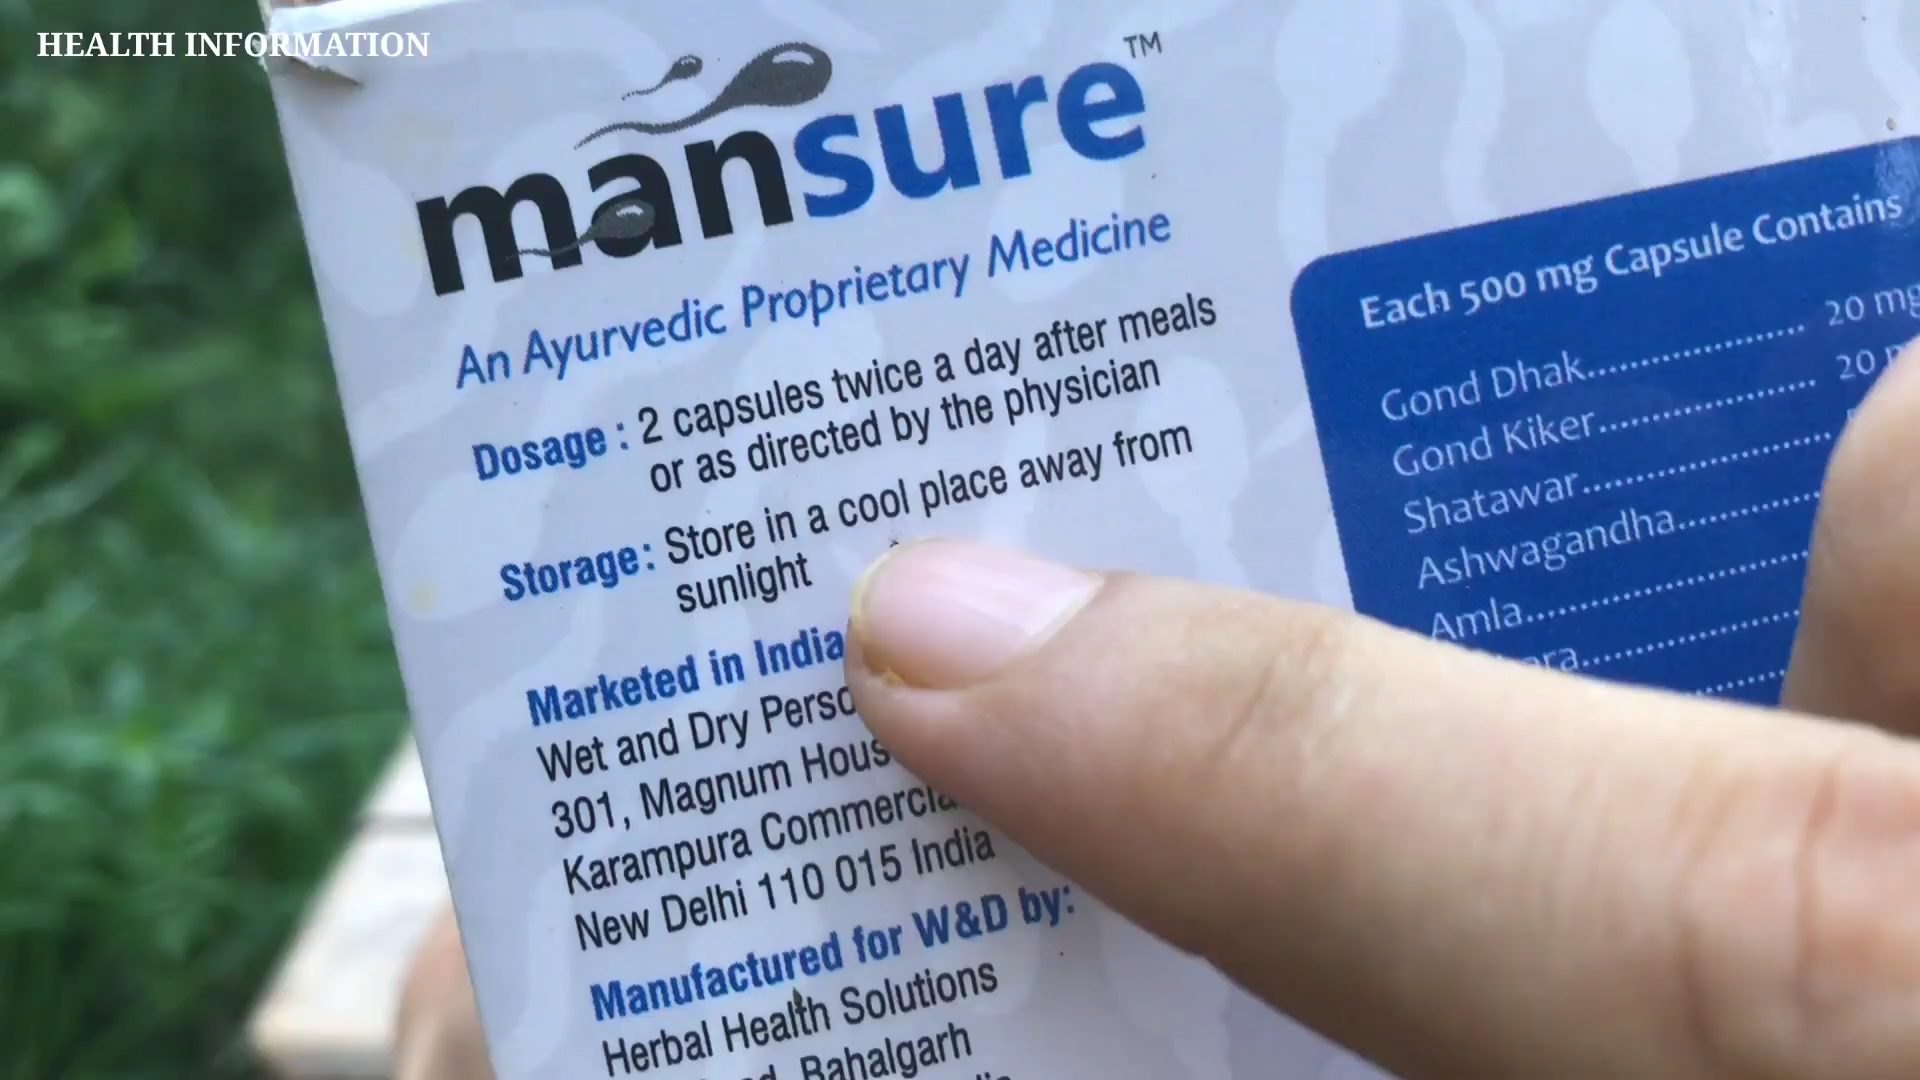 HEALTH INFORMATION
mansure™
An Ayurvedic Proprietary Medicine
Dosage : 2 capsules twice a day after meals
or as directed by the physician
Storage: Store in a cool place away from
sunlight
Marketed in India
Wet and Dry
301, Magnum
Karampura
New Delhi 110 015 India
Manufactured for W&D by:
Herbal Health Solutions
Bahalgarh
Each 500 mg Capsule Contains
Gond Dhak.................... 20 mg
Gond Kiker.................... 20
Shatawar....................
Ashwagandha.............
Amla..........................